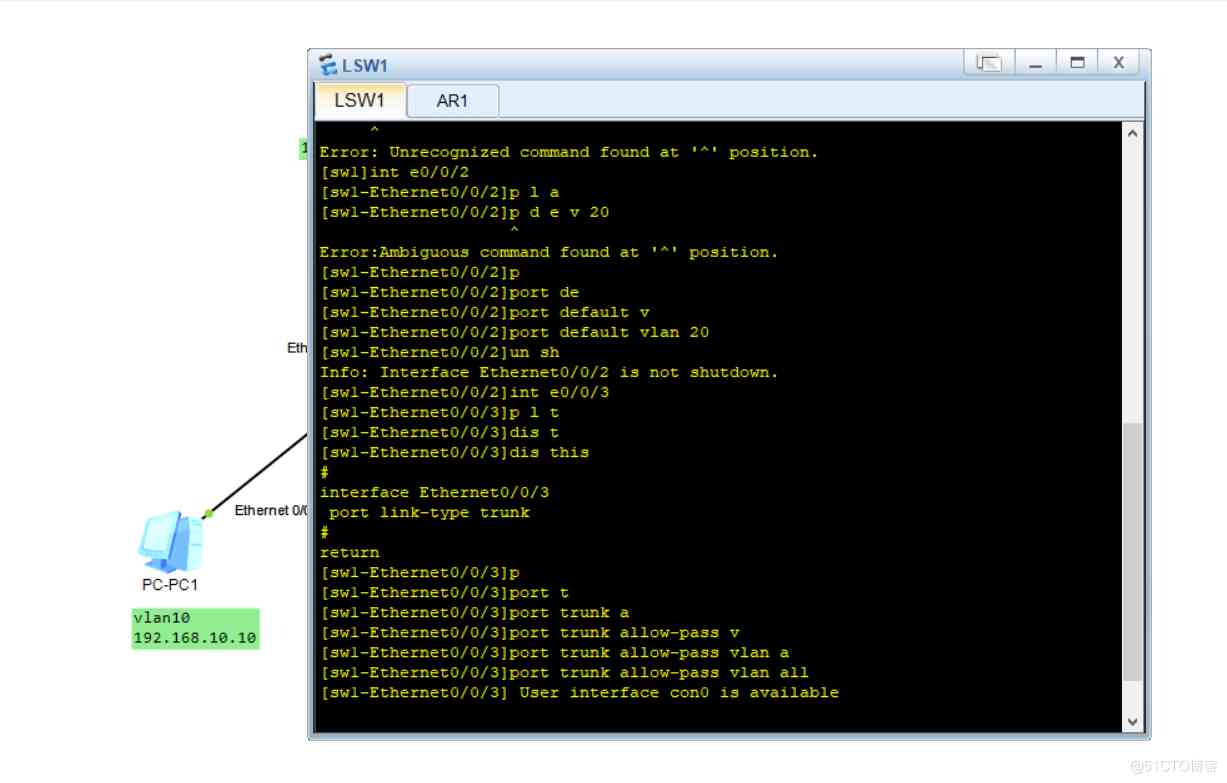 LSW1
LSW1 AR1
^
Error: Unrecognized command found at '^' position.
[sw1]int e0/0/2
[sw1-Ethernet0/0/2]p l a
[sw1-Ethernet0/0/2]p d e v 20
^
Error:Ambiguous command found at '^' position.
[sw1-Ethernet0/0/2]p
[sw1-Ethernet0/0/2]port de
[sw1-Ethernet0/0/2]port default v
[sw1-Ethernet0/0/2]port default vlan 20
[sw1-Ethernet0/0/2]un sh
Info: Interface Ethernet0/0/2 is not shutdown.
[sw1-Ethernet0/0/2]int e0/0/3
[sw1-Ethernet0/0/3]p l t
[sw1-Ethernet0/0/3]dis t
[sw1-Ethernet0/0/3]dis this
#
interface Ethernet0/0/3
port link-type trunk
#
return
[sw1-Ethernet0/0/3]p
[sw1-Ethernet0/0/3]port t
[sw1-Ethernet0/0/3]port trunk a
[sw1-Ethernet0/0/3]port trunk allow-pass v
[sw1-Ethernet0/0/3]port trunk allow-pass vlan a
[sw1-Ethernet0/0/3]port trunk allow-pass vlan all
[sw1-Ethernet0/0/3] User interface con0 is available
1
Eth
Ethernet 0/0
PC-PC1
vlan10
192.168.10.10
@51CTO博客